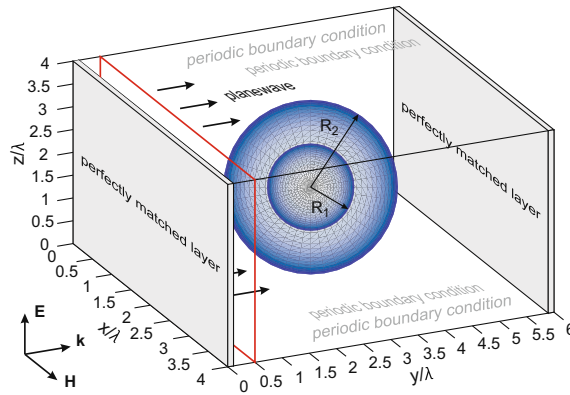 periodic boundary condition
periodic boundary condition
planewave
perfectly matched layer
perfectly matched layer
R2
R1
periodic boundary condition
periodic boundary condition
z/λ
4
3.5
3
2.5
2
1.5
1
0.5
0
0
0.5
1
1.5
2
2.5
3
3.5
4
x/λ
0
0.5
1
1.5
2
2.5
3
3.5
4
4.5
5
5.5
6
y/λ
E
k
H